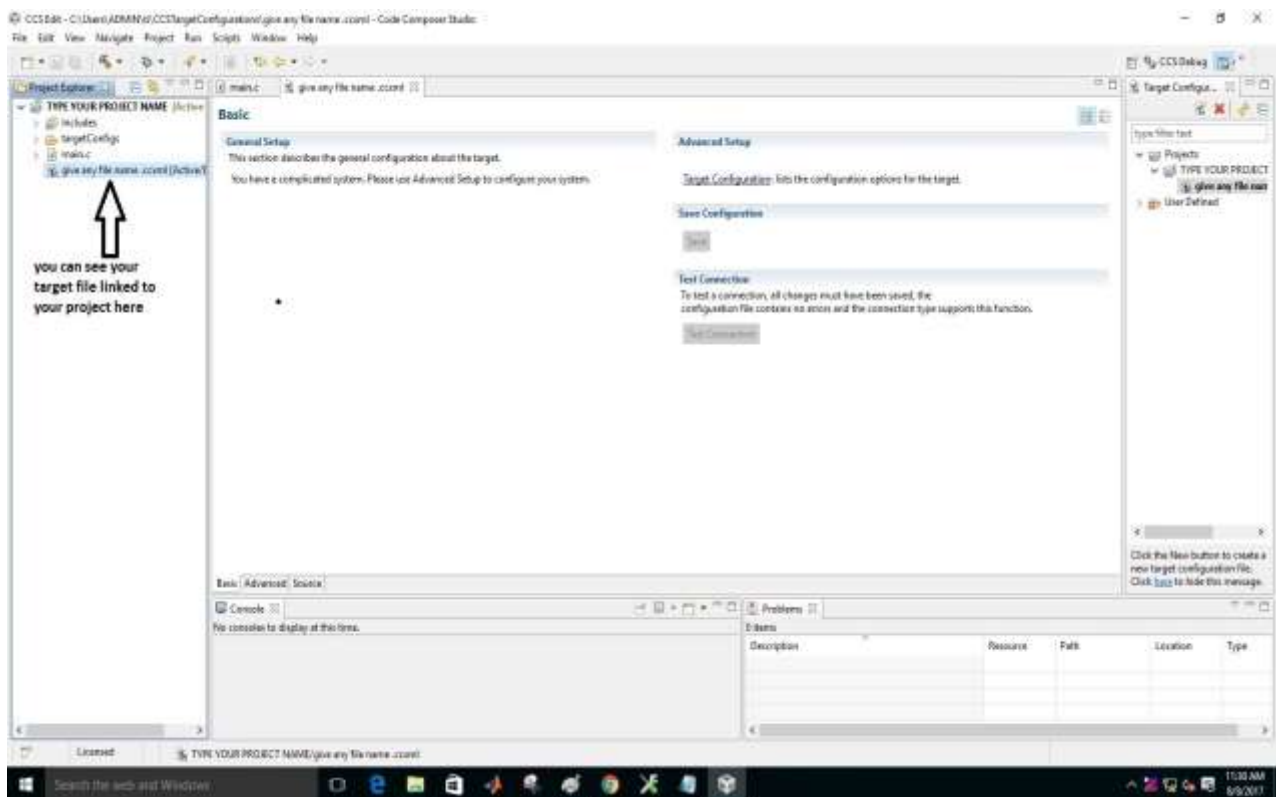 CCS Edit - C:\Users\ADMIN\ti\CCSTargetConfigurations\give any file name .ccxml - Code Composer Studio
File Edit View Navigate Project Run Scripts Window Help
CCS Debug
Project Explorer
main.c
give any file name .ccxml
Target Configur...
TYPE YOUR PROJECT NAME [Active
Includes
targetConfigs
main.c
give any file name .ccxml [Active/
you can see your
target file linked to
your project here
Basic
General Setup
This section describes the general configuration about the target.
You have a complicated system. Please use Advanced Setup to configure your system.
Advanced Setup
Target Configuration: lists the configuration options for the target.
Save Configuration
Save
Test Connection
To test a connection, all changes must have been saved, the
configuration file contains no errors and the connection type supports this function.
Test Connection
Basic Advanced Source
type filter text
Projects
TYPE YOUR PROJECT
give any file nam
User Defined
Click the New button to create a
new target configuration file.
Click here to hide this message.
Console
No consoles to display at this time.
Problems
0 items
Description Resource Path Location Type
Licensed
TYPE YOUR PROJECT NAME/give any file name .ccxml
Search the web and Windows
11:30 AM
8/9/2017